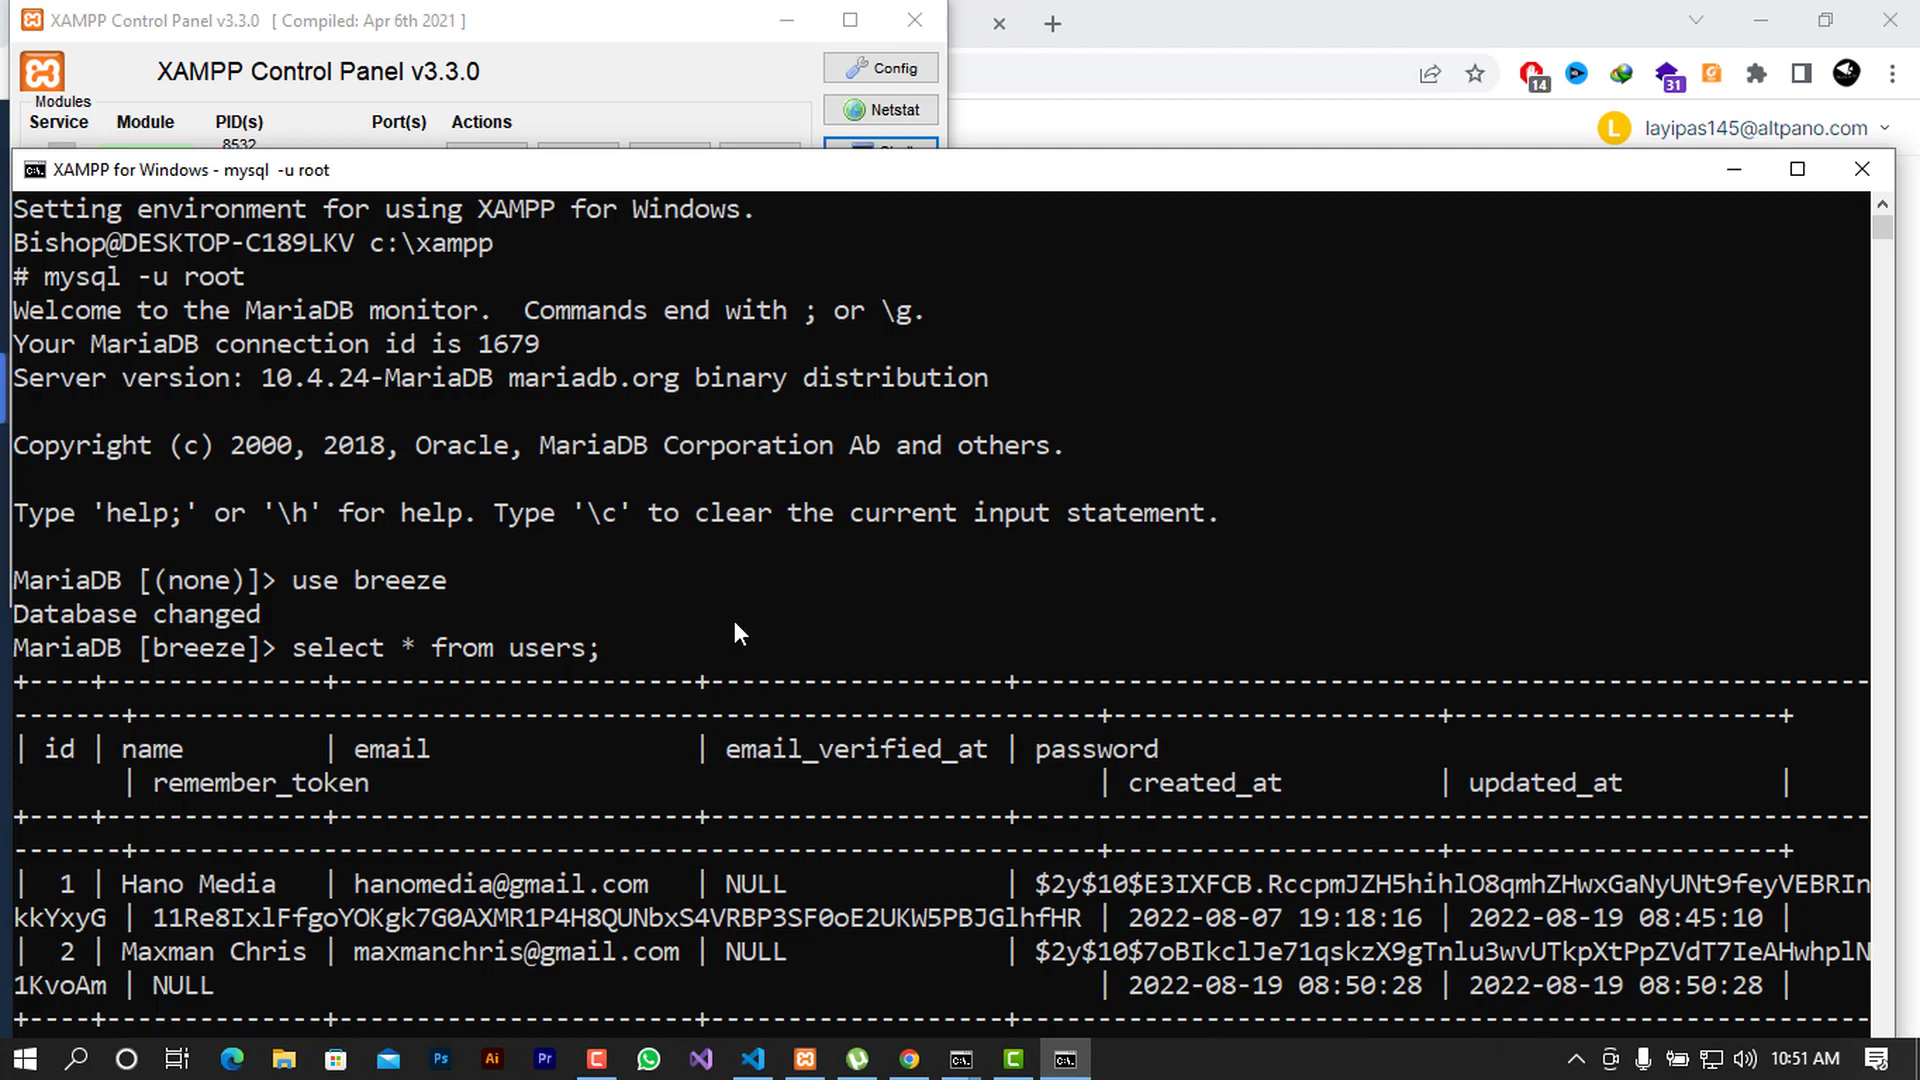 XAMPP Control Panel v3.3.0 [ Compiled: Apr 6th 2021 ]
XAMPP Control Panel v3.3.0
Config
Netstat
Modules
Service Module PID(s) Port(s) Actions
8532
14
31
L layipas145@altpano.com
XAMPP for Windows - mysql -u root
Setting environment for using XAMPP for Windows.
Bishop@DESKTOP-C189LKV c:\xampp
# mysql -u root
Welcome to the MariaDB monitor.  Commands end with ; or \g.
Your MariaDB connection id is 1679
Server version: 10.4.24-MariaDB mariadb.org binary distribution
Copyright (c) 2000, 2018, Oracle, MariaDB Corporation Ab and others.
Type 'help;' or '\h' for help. Type '\c' to clear the current input statement.
MariaDB [(none)]> use breeze
Database changed
MariaDB [breeze]> select * from users;
| id | name | email | email_verified_at | password
| remember_token | created_at | updated_at |
| 1 | Hano Media | hanomedia@gmail.com | NULL | $2y$10$E3IXFCB.RccpmJZH5hihlO8qmhZHwxGaNyUNt9feyVEBRIn
kkYxyG | 11Re8IxlFfgoYOKgk7G0AXMR1P4H8QUNbxS4VRBP3SF0oE2UKW5PBJGlhfHR | 2022-08-07 19:18:16 | 2022-08-19 08:45:10 |
| 2 | Maxman Chris | maxmanchris@gmail.com | NULL | $2y$10$7oBIkclJe71qskzX9gTnlu3wvUTkpXtPpZVdT7IeAHwhplN
1KvoAm | NULL | 2022-08-19 08:50:28 | 2022-08-19 08:50:28 |
Ps
Ai
Pr
10:51 AM